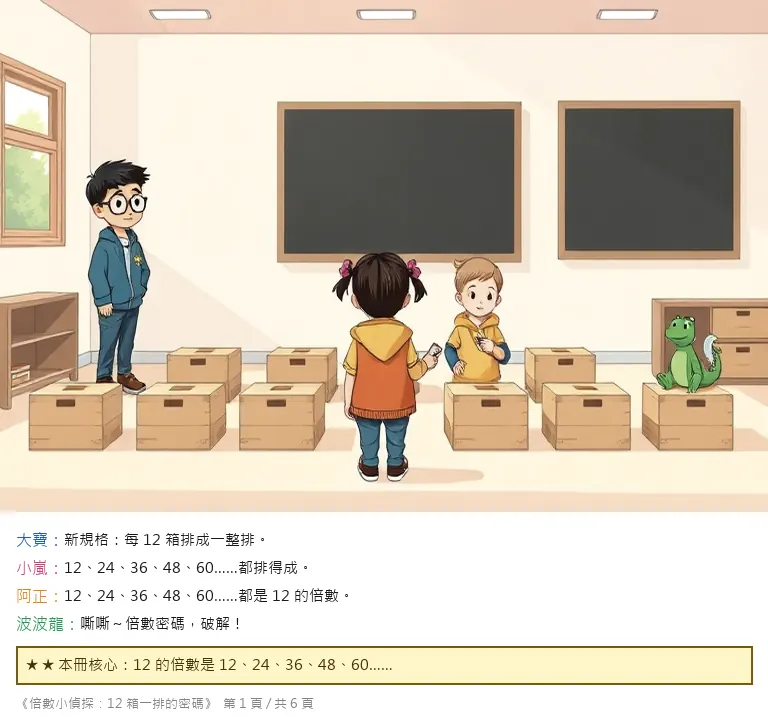 大寶：新規格：每 12 箱排成一整排。
小嵐：12、24、36、48、60……都排得成。
阿正：12、24、36、48、60……都是 12 的倍數。
波波龍：嘶嘶～倍數密碼，破解！
★★本冊核心：12 的倍數是 12、24、36、48、60……
《倍數小偵探：12 箱一排的密碼》 第 1 頁 / 共 6 頁